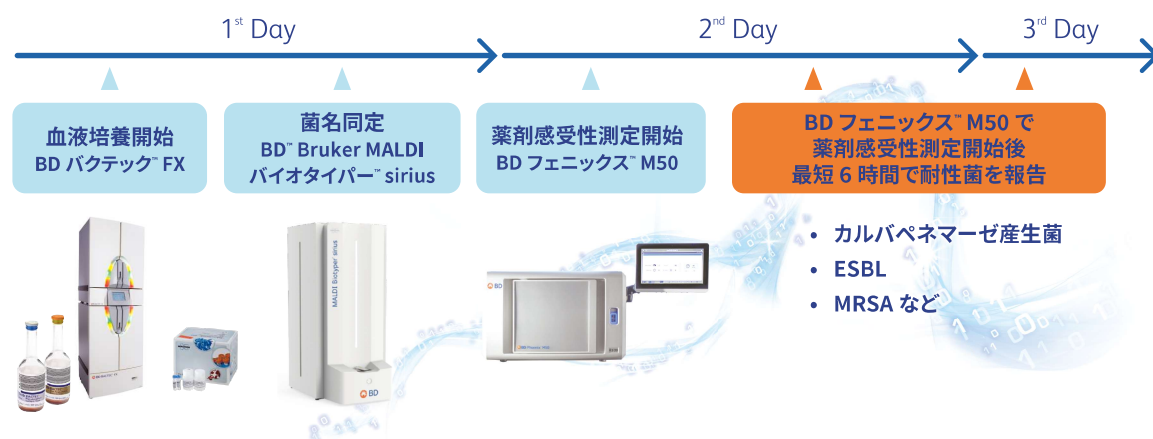 1st Day
2nd Day
3rd Day
血液培養開始
BD バクテック™ FX
菌名同定
BD™ Bruker MALDI
バイオタイパー™ sirius
薬剤感受性測定開始
BD フェニックス™ M50
BD フェニックス™ M50 で
薬剤感受性測定開始後
最短 6 時間で耐性菌を報告
• カルバペネマーゼ産生菌
• ESBL
• MRSA など
MALDI Biotyper sirius
BD
BD